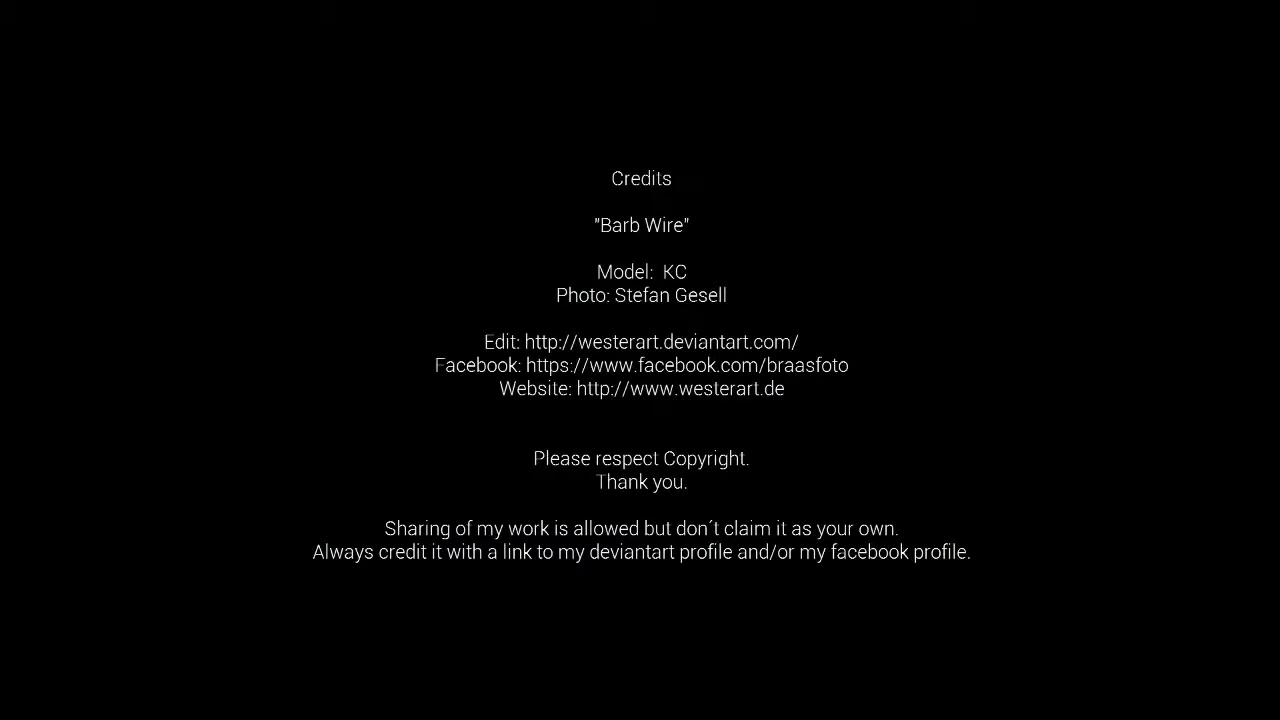 Credits
"Barb Wire"
Model:  KC
Photo: Stefan Gesell
Edit: http://westerart.deviantart.com/
Facebook: https://www.facebook.com/braasfoto
Website: http://www.westerart.de
Please respect Copyright.
Thank you.
Sharing of my work is allowed but don´t claim it as your own.
Always credit it with a link to my deviantart profile and/or my facebook profile.